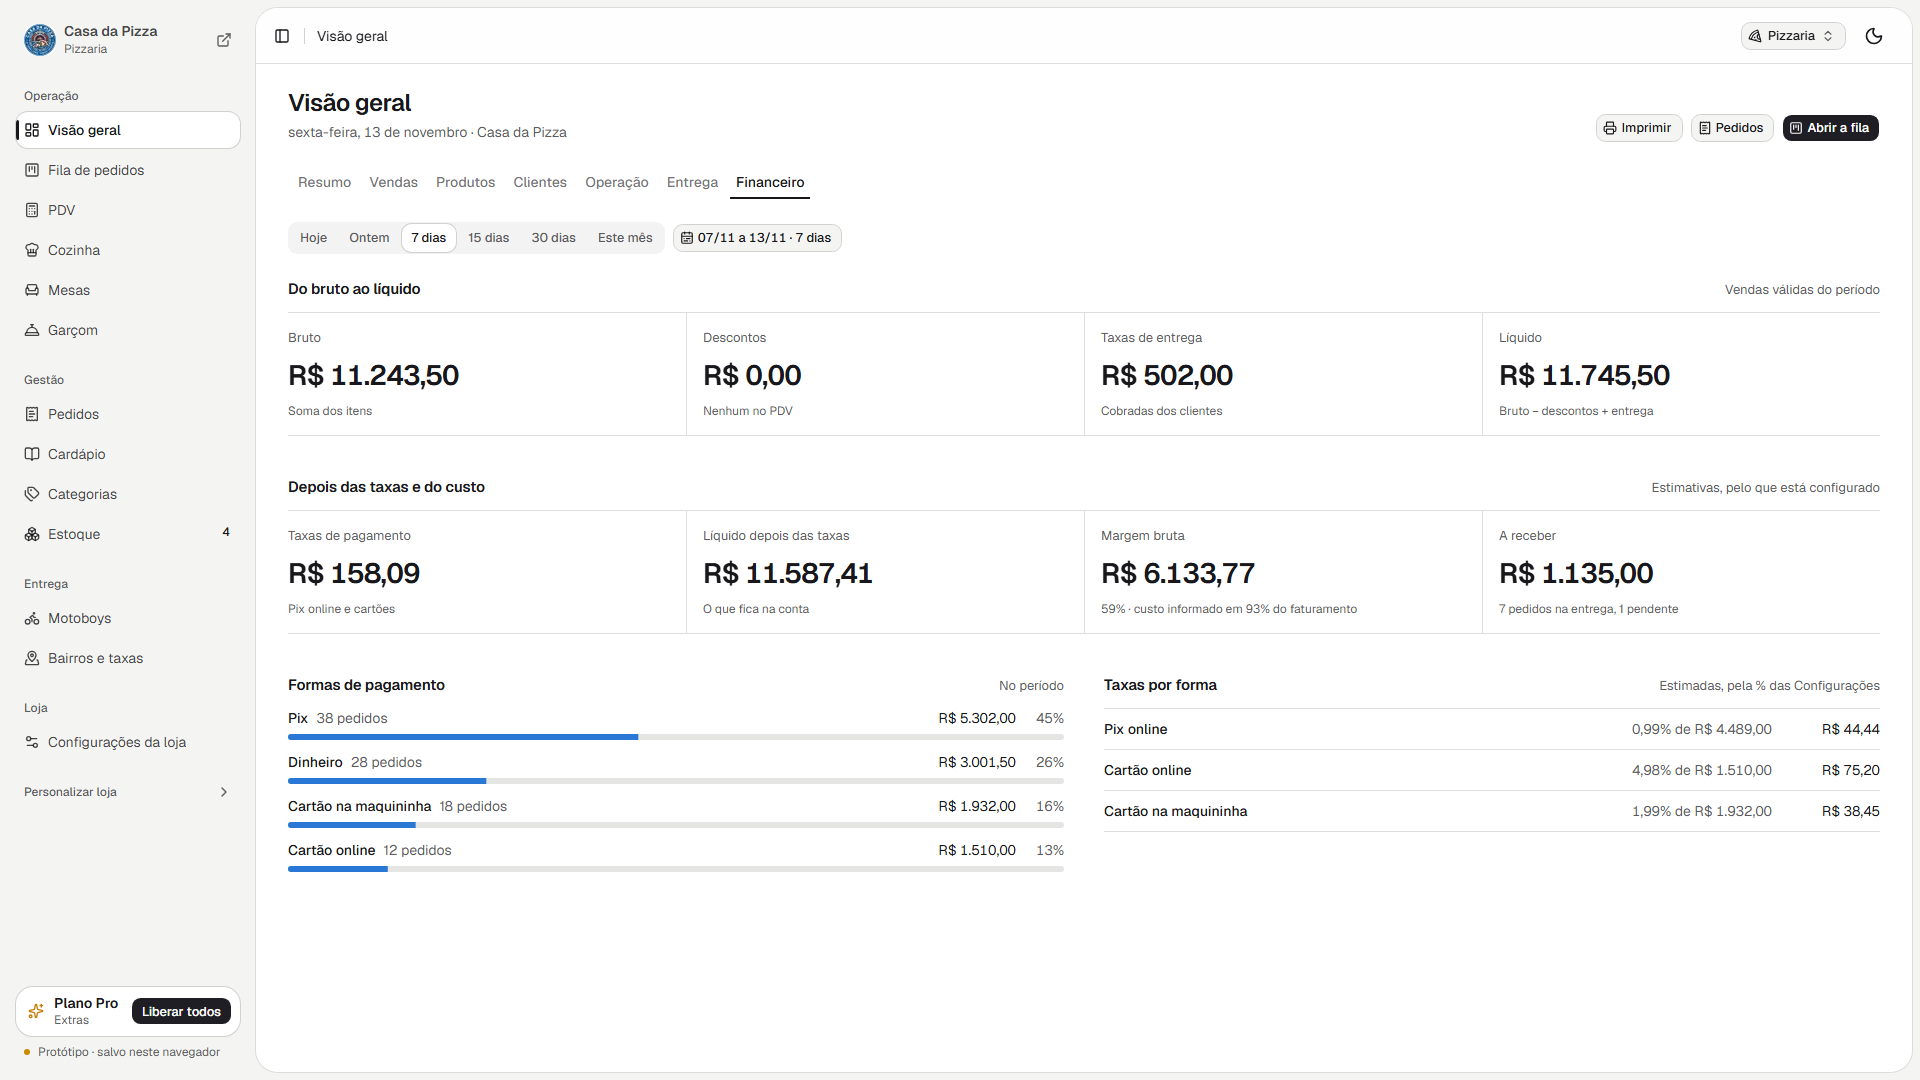 Casa da Pizza
Pizzaria
Operação
Visão geral
Fila de pedidos
PDV
Cozinha
Mesas
Garçom
Gestão
Pedidos
Cardápio
Categorias
Estoque 4
Entrega
Motoboys
Bairros e taxas
Loja
Configurações da loja
Personalizar loja
Plano Pro
Extras
Liberar todos
Protótipo · salvo neste navegador
Visão geral
Pizzaria
Visão geral
sexta-feira, 13 de novembro · Casa da Pizza
Imprimir Pedidos Abrir a fila
Resumo Vendas Produtos Clientes Operação Entrega Financeiro
Hoje Ontem 7 dias 15 dias 30 dias Este mês 07/11 a 13/11 · 7 dias
Do bruto ao líquido Vendas válidas do período
Bruto
R$ 11.243,50
Soma dos itens
Descontos
R$ 0,00
Nenhum no PDV
Taxas de entrega
R$ 502,00
Cobradas dos clientes
Líquido
R$ 11.745,50
Bruto − descontos + entrega
Depois das taxas e do custo Estimativas, pelo que está configurado
Taxas de pagamento
R$ 158,09
Pix online e cartões
Líquido depois das taxas
R$ 11.587,41
O que fica na conta
Margem bruta
R$ 6.133,77
59% · custo informado em 93% do faturamento
A receber
R$ 1.135,00
7 pedidos na entrega, 1 pendente
Formas de pagamento No período
Pix 38 pedidos R$ 5.302,00 45%
Dinheiro 28 pedidos R$ 3.001,50 26%
Cartão na maquininha 18 pedidos R$ 1.932,00 16%
Cartão online 12 pedidos R$ 1.510,00 13%
Taxas por forma Estimadas, pela % das Configurações
Pix online 0,99% de R$ 4.489,00 R$ 44,44
Cartão online 4,98% de R$ 1.510,00 R$ 75,20
Cartão na maquininha 1,99% de R$ 1.932,00 R$ 38,45